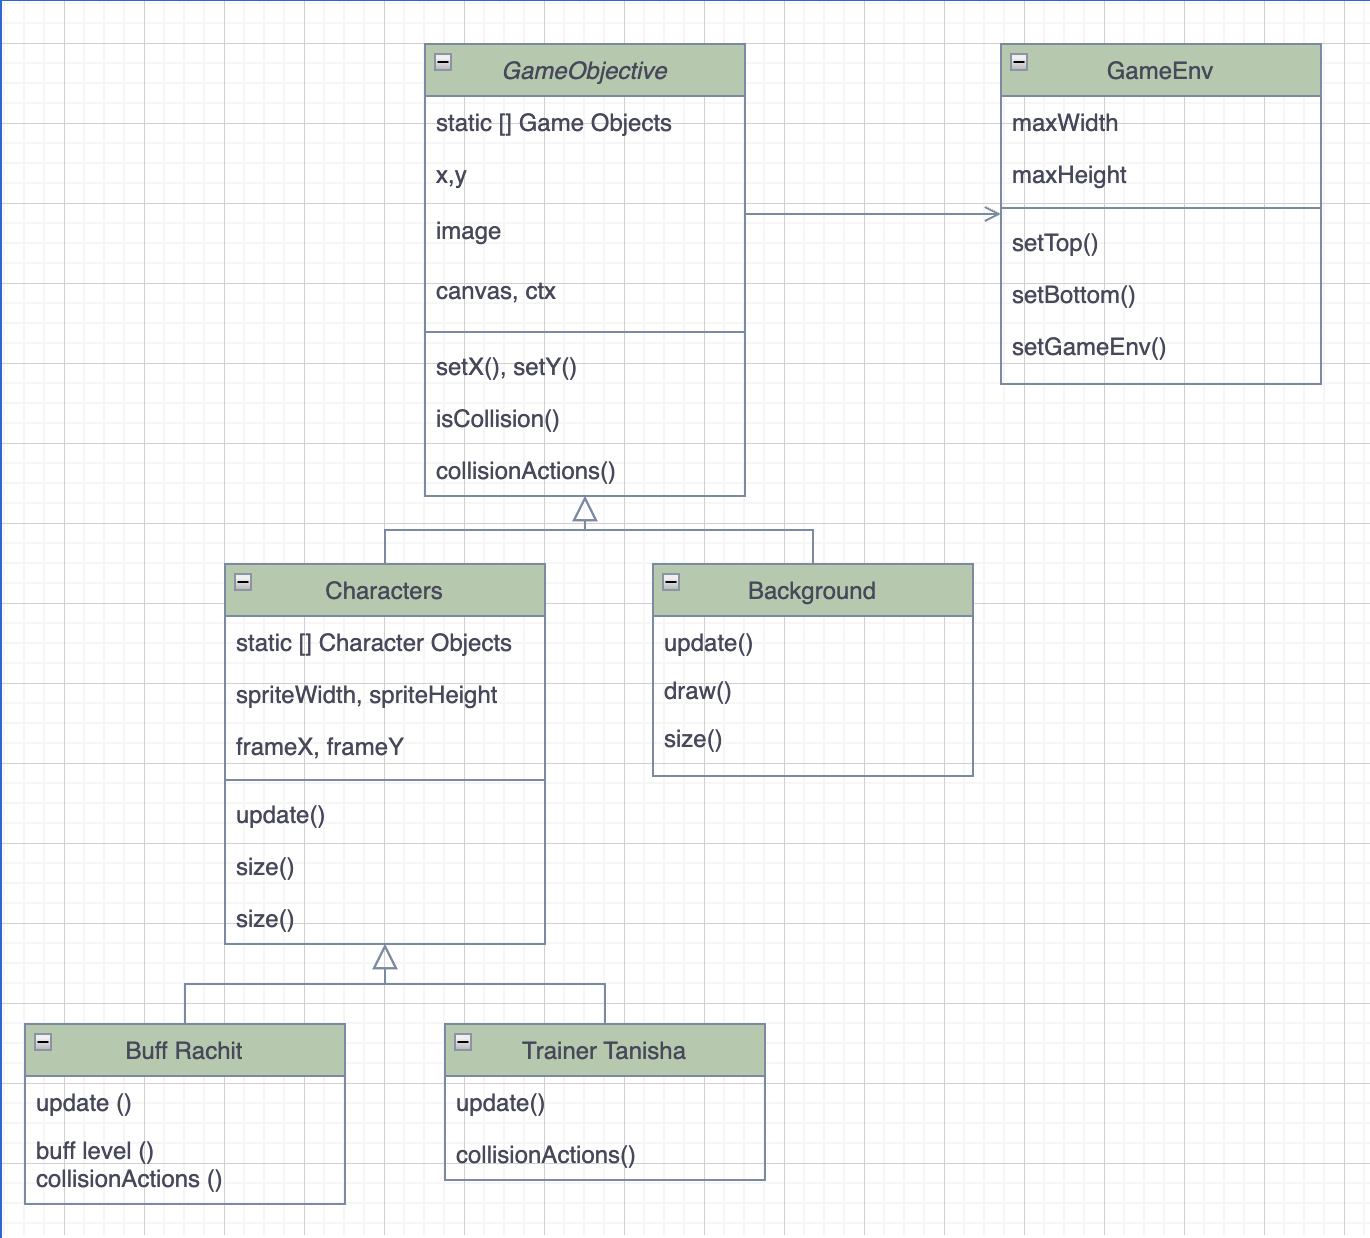 GameObjective
static [] Game Objects
x,y
image
canvas, ctx
setX(), setY()
isCollision()
collisionActions()
GameEnv
maxWidth
maxHeight
setTop()
setBottom()
setGameEnv()
Characters
static [] Character Objects
spriteWidth, spriteHeight
frameX, frameY
update()
size()
size()
Background
update()
draw()
size()
Buff Rachit
update ()
buff level ()
collisionActions ()
Trainer Tanisha
update()
collisionActions()